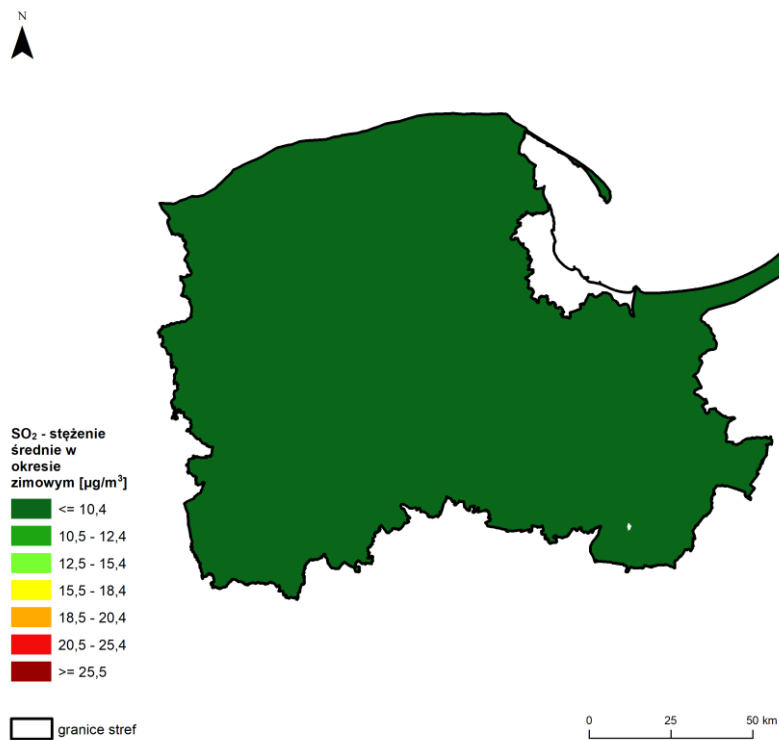 N
SO₂ - stężenie
średnie w
okresie
zimowym [µg/m³]
<= 10,4
10,5 - 12,4
12,5 - 15,4
15,5 - 18,4
18,5 - 20,4
20,5 - 25,4
>= 25,5
granice stref
0 25 50 km